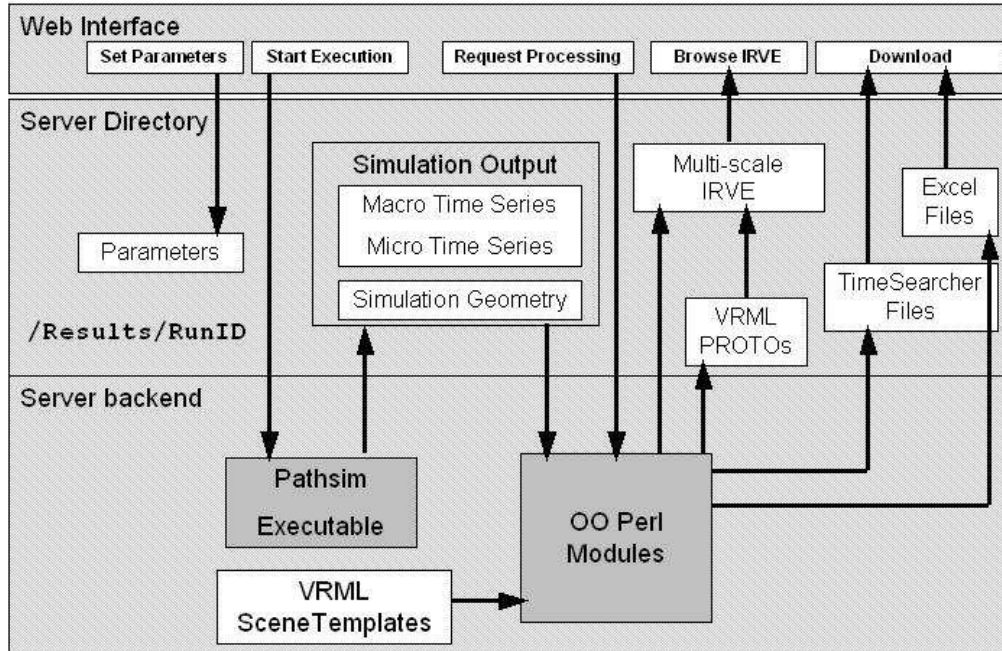 Web Interface
Set Parameters
Start Execution
Request Processing
Browse IRVE
Download
Server Directory
Simulation Output
Macro Time Series
Micro Time Series
Simulation Geometry
Parameters
/Results/RunID
Multi-scale
IRVE
Excel
Files
TimeSearcher
Files
VRML
PROTOs
Server backend
Pathsim
Executable
OO Perl
Modules
VRML
SceneTemplates